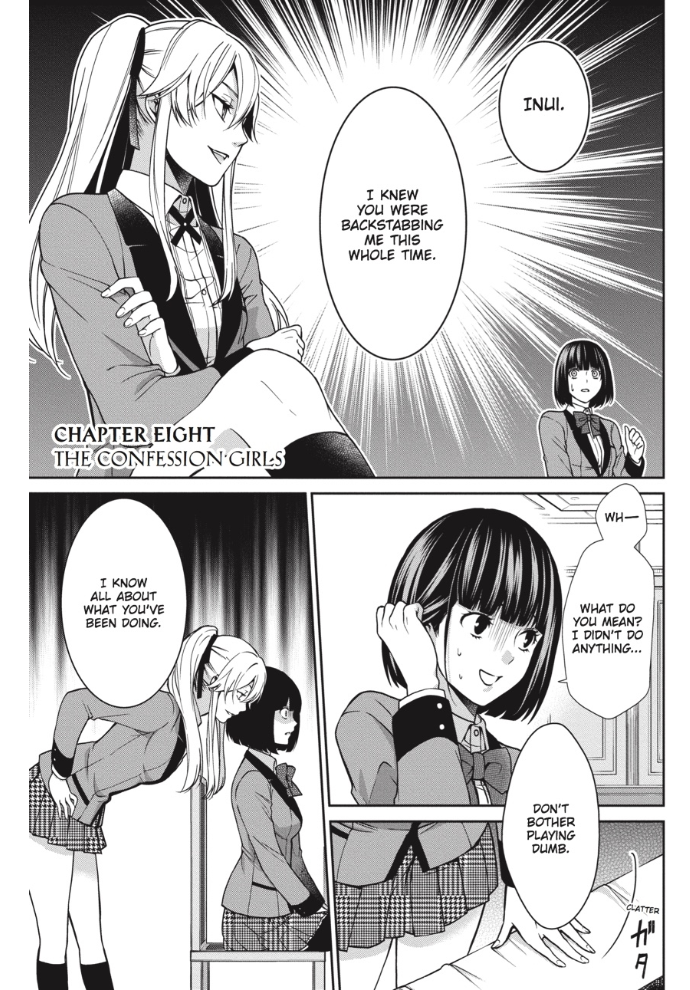 INUI.
I KNEW
YOU WERE
BACKSTABBING
ME THIS
WHOLE TIME.
CHAPTER EIGHT
THE CONFESSION GIRLS
WH—
WHAT DO
YOU MEAN?
I DIDN'T DO
ANYTHING...
DON'T
BOTHER
PLAYING
DUMB.
CLATTER
ガタ
I KNOW
ALL ABOUT
WHAT YOU'VE
BEEN DOING.